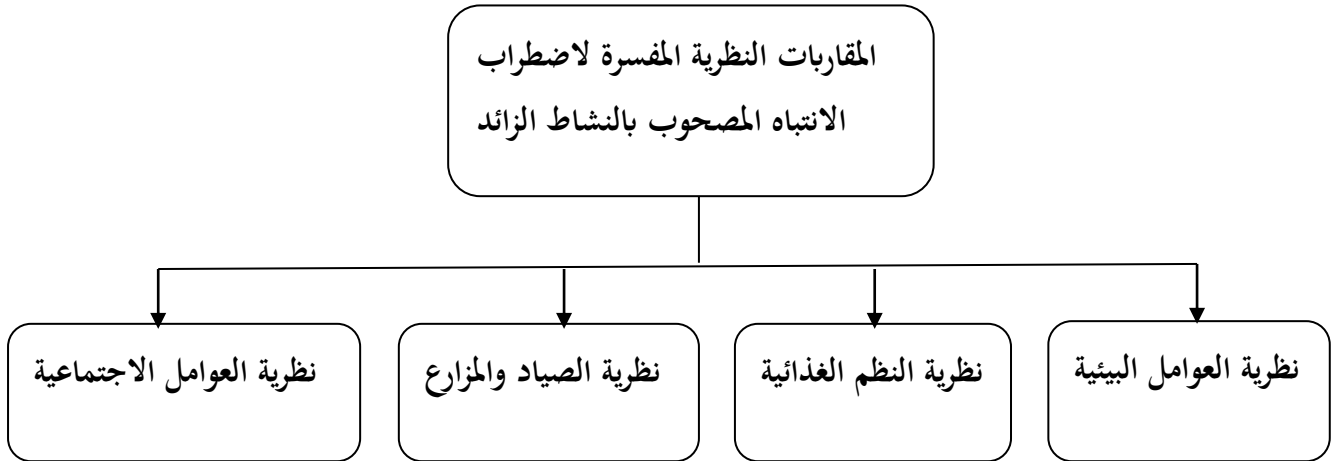 المقاربات النظرية المفسرة لاضطراب
الانتباه المصحوب بالنشاط الزائد
نظرية العوامل البيئية
نظرية النظم الغذائية
نظرية الصياد والمزارع
نظرية العوامل الاجتماعية